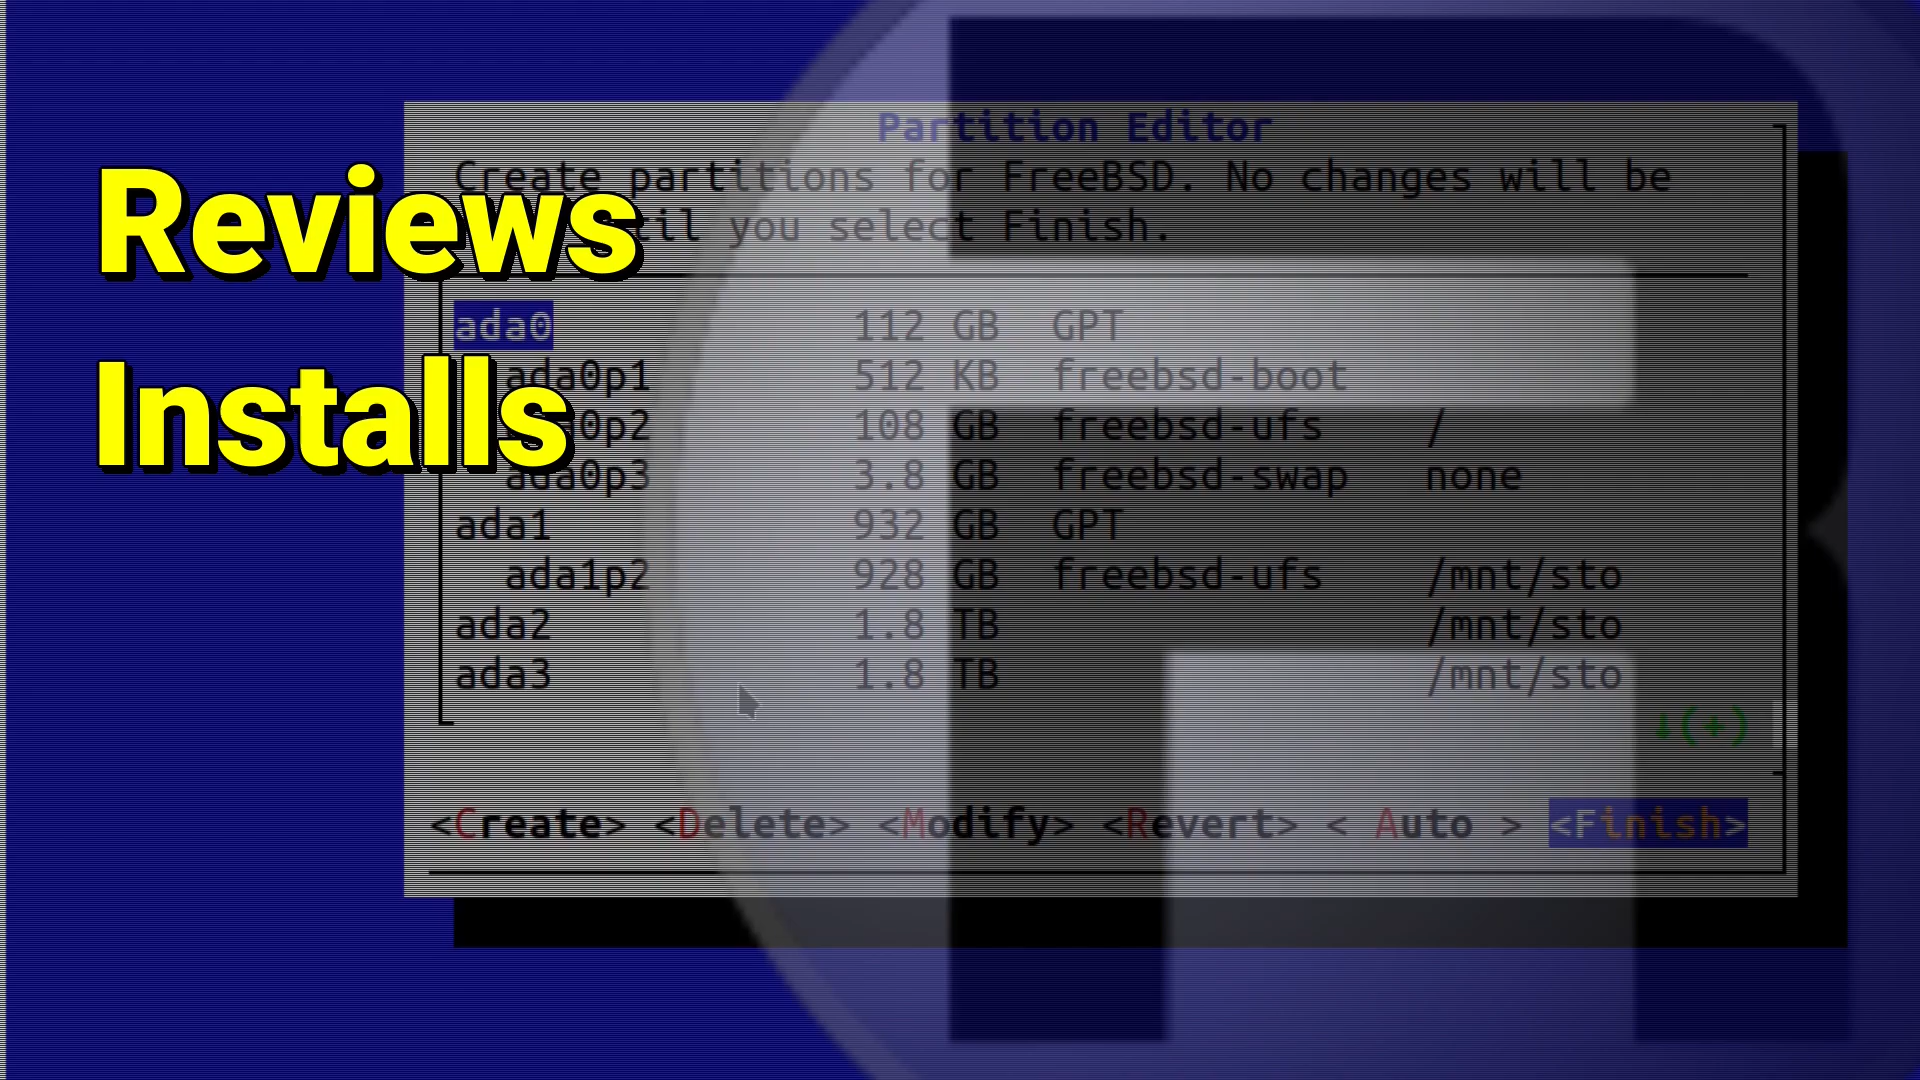 Reviews
Installs
Partition Editor
Create partitions for FreeBSD. No changes will be
til you select Finish.
ada0 112 GB GPT
ada0p1 512 KB freebsd-boot
0p2 108 GB freebsd-ufs /
ada0p3 3.8 GB freebsd-swap none
ada1 932 GB GPT
ada1p2 928 GB freebsd-ufs /mnt/sto
ada2 1.8 TB /mnt/sto
ada3 1.8 TB /mnt/sto
↓(+)
<Create> <Delete> <Modify> <Revert> < Auto > <Finish>
R